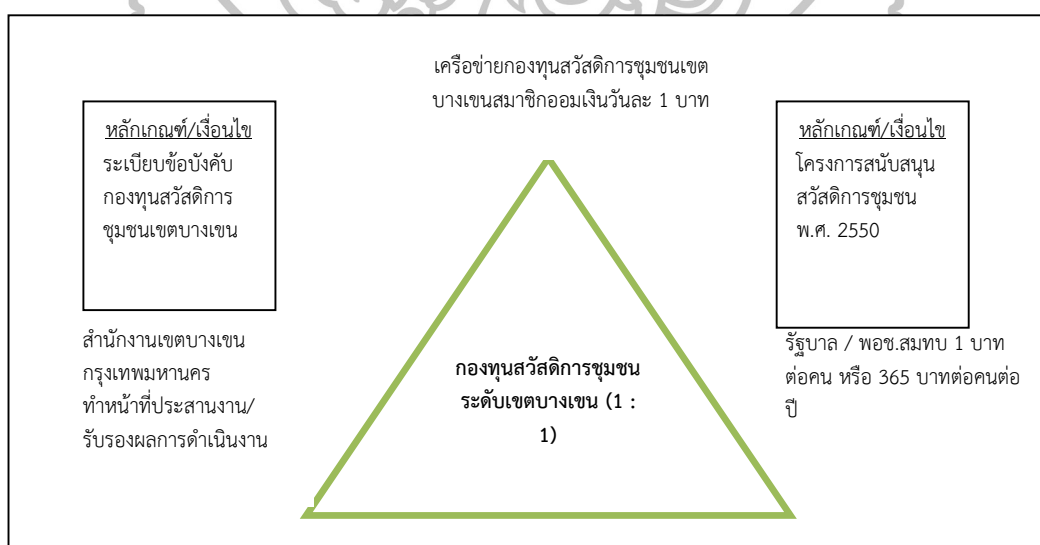 เครือข่ายกองทุนสวัสดิการชุมชนเขต
บางเขนสมาชิกออมเงินวันละ 1 บาท
หลักเกณฑ์/เงื่อนไข
ระเบียบข้อบังคับ
กองทุนสวัสดิการ
ชุมชนเขตบางเขน
หลักเกณฑ์/เงื่อนไข
โครงการสนับสนุน
สวัสดิการชุมชน
พ.ศ. 2550
สำนักงานเขตบางเขน
กรุงเทพมหานคร
ทำหน้าที่ประสานงาน/
รับรองผลการดำเนินงาน
กองทุนสวัสดิการชุมชน
ระดับเขตบางเขน (1 :
1)
รัฐบาล / พอช.สมทบ 1 บาท
ต่อคน หรือ 365 บาทต่อคนต่อ
ปี